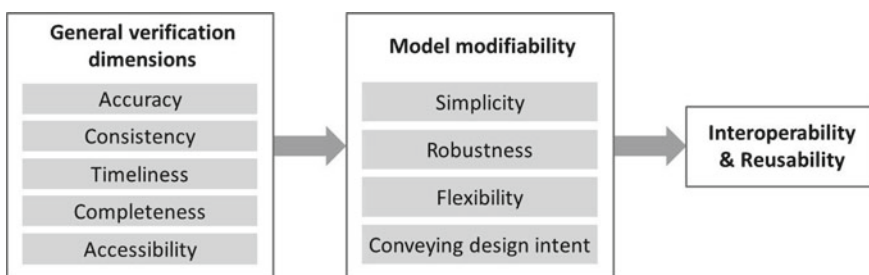 General verification
dimensions
Accuracy
Consistency
Timeliness
Completeness
Accessibility
Model modifiability
Simplicity
Robustness
Flexibility
Conveying design intent
Interoperability
& Reusability